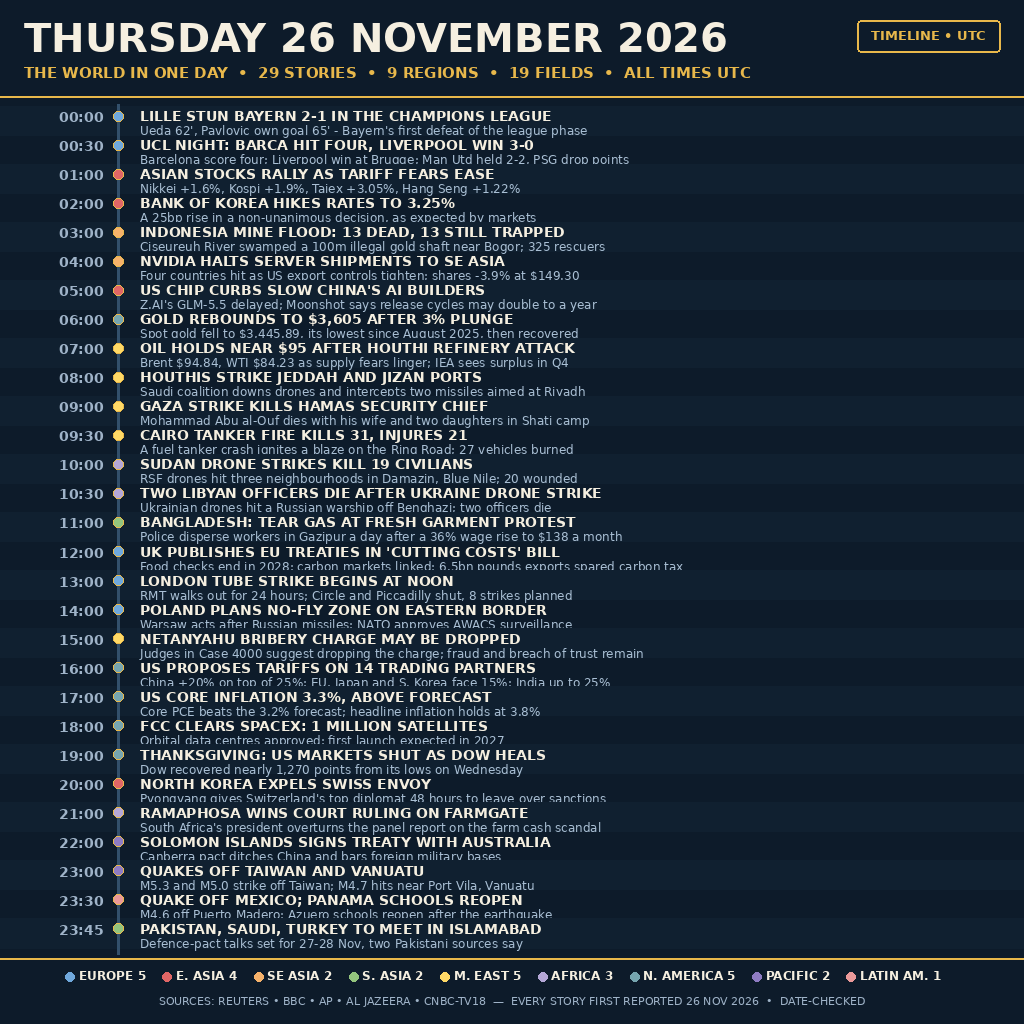 THURSDAY 26 NOVEMBER 2026
TIMELINE • UTC
THE WORLD IN ONE DAY • 29 STORIES • 9 REGIONS • 19 FIELDS • ALL TIMES UTC
00:00 LILLE STUN BAYERN 2-1 IN THE CHAMPIONS LEAGUE
Ueda 62', Pavlovic own goal 65' - Bayern's first defeat of the league phase
00:30 UCL NIGHT: BARCA HIT FOUR, LIVERPOOL WIN 3-0
Barcelona score four; Liverpool win at Brugge; Man Utd held 2-2, PSG drop points
01:00 ASIAN STOCKS RALLY AS TARIFF FEARS EASE
Nikkei +1.6%, Kospi +1.9%, Taiex +3.05%, Hang Seng +1.22%
02:00 BANK OF KOREA HIKES RATES TO 3.25%
A 25bp rise in a non-unanimous decision, as expected by markets
03:00 INDONESIA MINE FLOOD: 13 DEAD, 13 STILL TRAPPED
Ciseureuh River swamped a 100m illegal gold shaft near Bogor; 325 rescuers
04:00 NVIDIA HALTS SERVER SHIPMENTS TO SE ASIA
Four countries hit as US export controls tighten; shares -3.9% at $149.30
05:00 US CHIP CURBS SLOW CHINA'S AI BUILDERS
Z.AI's GLM-5.5 delayed; Moonshot says release cycles may double to a year
06:00 GOLD REBOUNDS TO $3,605 AFTER 3% PLUNGE
Spot gold fell to $3,445.89, its lowest since August 2025, then recovered
07:00 OIL HOLDS NEAR $95 AFTER HOUTHI REFINERY ATTACK
Brent $94.84, WTI $84.23 as supply fears linger; IEA sees surplus in Q4
08:00 HOUTHIS STRIKE JEDDAH AND JIZAN PORTS
Saudi coalition downs drones and intercepts two missiles aimed at Riyadh
09:00 GAZA STRIKE KILLS HAMAS SECURITY CHIEF
Mohammad Abu al-Ouf dies with his wife and two daughters in Shati camp
09:30 CAIRO TANKER FIRE KILLS 31, INJURES 21
A fuel tanker crash ignites a blaze on the Ring Road; 27 vehicles burned
10:00 SUDAN DRONE STRIKES KILL 19 CIVILIANS
RSF drones hit three neighbourhoods in Damazin, Blue Nile; 20 wounded
10:30 TWO LIBYAN OFFICERS DIE AFTER UKRAINE DRONE STRIKE
Ukrainian drones hit a Russian warship off Benghazi; two officers die
11:00 BANGLADESH: TEAR GAS AT FRESH GARMENT PROTEST
Police disperse workers in Gazipur a day after a 36% wage rise to $138 a month
12:00 UK PUBLISHES EU TREATIES IN 'CUTTING COSTS' BILL
Food checks end in 2028; carbon markets linked; 6.5bn pounds exports spared carbon tax
13:00 LONDON TUBE STRIKE BEGINS AT NOON
RMT walks out for 24 hours; Circle and Piccadilly shut, 8 strikes planned
14:00 POLAND PLANS NO-FLY ZONE ON EASTERN BORDER
Warsaw acts after Russian missiles; NATO approves AWACS surveillance
15:00 NETANYAHU BRIBERY CHARGE MAY BE DROPPED
Judges in Case 4000 suggest dropping the charge; fraud and breach of trust remain
16:00 US PROPOSES TARIFFS ON 14 TRADING PARTNERS
China +20% on top of 25%; EU, Japan and S. Korea face 15%; India up to 25%
17:00 US CORE INFLATION 3.3%, ABOVE FORECAST
Core PCE beats the 3.2% forecast; headline inflation holds at 3.8%
18:00 FCC CLEARS SPACEX: 1 MILLION SATELLITES
Orbital data centres approved; first launch expected in 2027
19:00 THANKSGIVING: US MARKETS SHUT AS DOW HEALS
Dow recovered nearly 1,270 points from its lows on Wednesday
20:00 NORTH KOREA EXPELS SWISS ENVOY
Pyongyang gives Switzerland's top diplomat 48 hours to leave over sanctions
21:00 RAMAPHOSA WINS COURT RULING ON FARMGATE
South Africa's president overturns the panel report on the farm cash scandal
22:00 SOLOMON ISLANDS SIGNS TREATY WITH AUSTRALIA
Canberra pact ditches China and bars foreign military bases
23:00 QUAKES OFF TAIWAN AND VANUATU
M5.3 and M5.0 strike off Taiwan; M4.7 hits near Port Vila, Vanuatu
23:30 QUAKE OFF MEXICO; PANAMA SCHOOLS REOPEN
M4.6 off Puerto Madero; Azuero schools reopen after the earthquake
23:45 PAKISTAN, SAUDI, TURKEY TO MEET IN ISLAMABAD
Defence-pact talks set for 27-28 Nov, two Pakistani sources say
EUROPE 5 E. ASIA 4 SE ASIA 2 S. ASIA 2 M. EAST 5 AFRICA 3 N. AMERICA 5 PACIFIC 2 LATIN AM. 1
SOURCES: REUTERS • BBC • AP • AL JAZEERA • CNBC-TV18 — EVERY STORY FIRST REPORTED 26 NOV 2026 • DATE-CHECKED